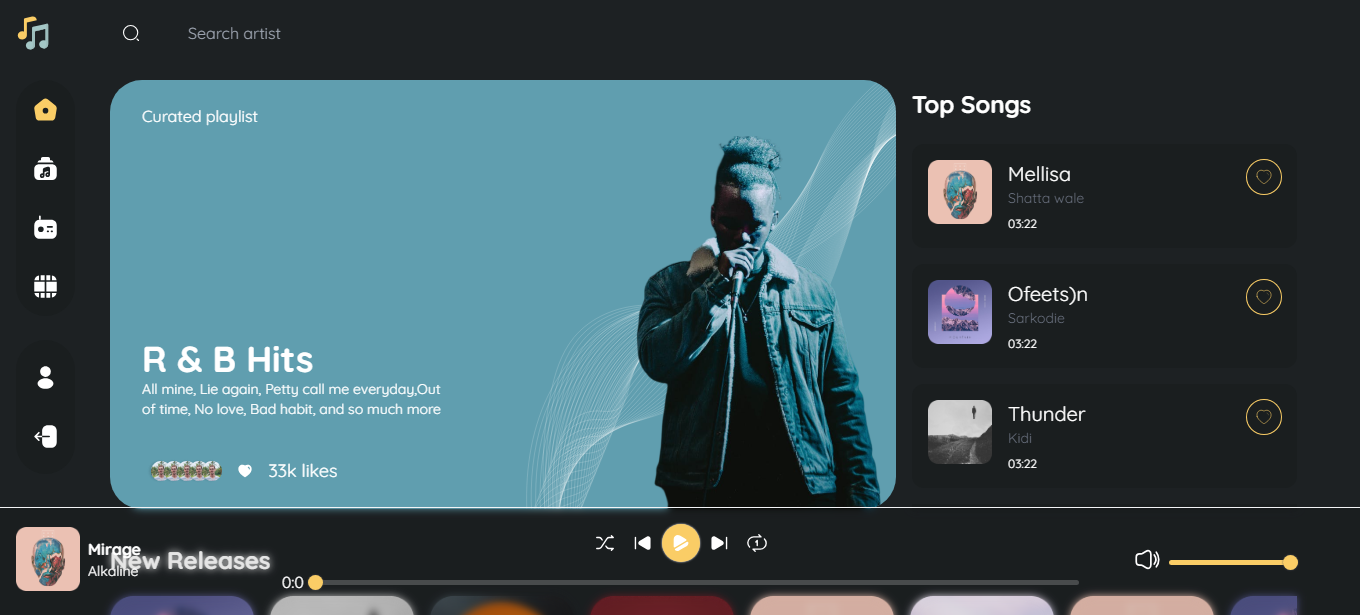 Search artist
Curated playlist
R & B Hits
All mine, Lie again, Petty call me everyday,Out
of time, No love, Bad habit, and so much more
33k likes
Top Songs
Mellisa
Shatta wale
03:22
Ofeets)n
Sarkodie
03:22
Thunder
Kidi
03:22
New Releases
Mirage
Alkaline
1
0:0